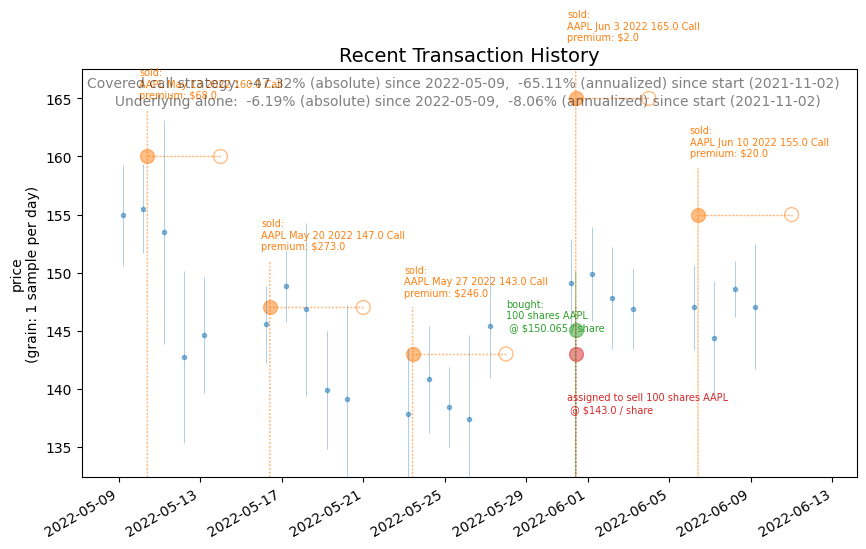 sold:
AAPL Jun 3 2022 165.0 Call
premium: $2.0
Recent Transaction History
sold:
AAPL May 13 2022 160.0 Call
premium: $68.0
Covered call strategy: -47.32% (absolute) since 2022-05-09, -65.11% (annualized) since start (2021-11-02)
Underlying alone: -6.19% (absolute) since 2022-05-09, -8.06% (annualized) since start (2021-11-02)
sold:
AAPL Jun 10 2022 155.0 Call
premium: $20.0
sold:
AAPL May 20 2022 147.0 Call
premium: $273.0
sold:
AAPL May 27 2022 143.0 Call
premium: $246.0
bought:
100 shares AAPL
@ $150.065 / share
assigned to sell 100 shares AAPL
@ $143.0 / share
price
(grain: 1 sample per day)
165
160
155
150
145
140
135
2022-05-09
2022-05-13
2022-05-17
2022-05-21
2022-05-25
2022-05-29
2022-06-01
2022-06-05
2022-06-09
2022-06-13